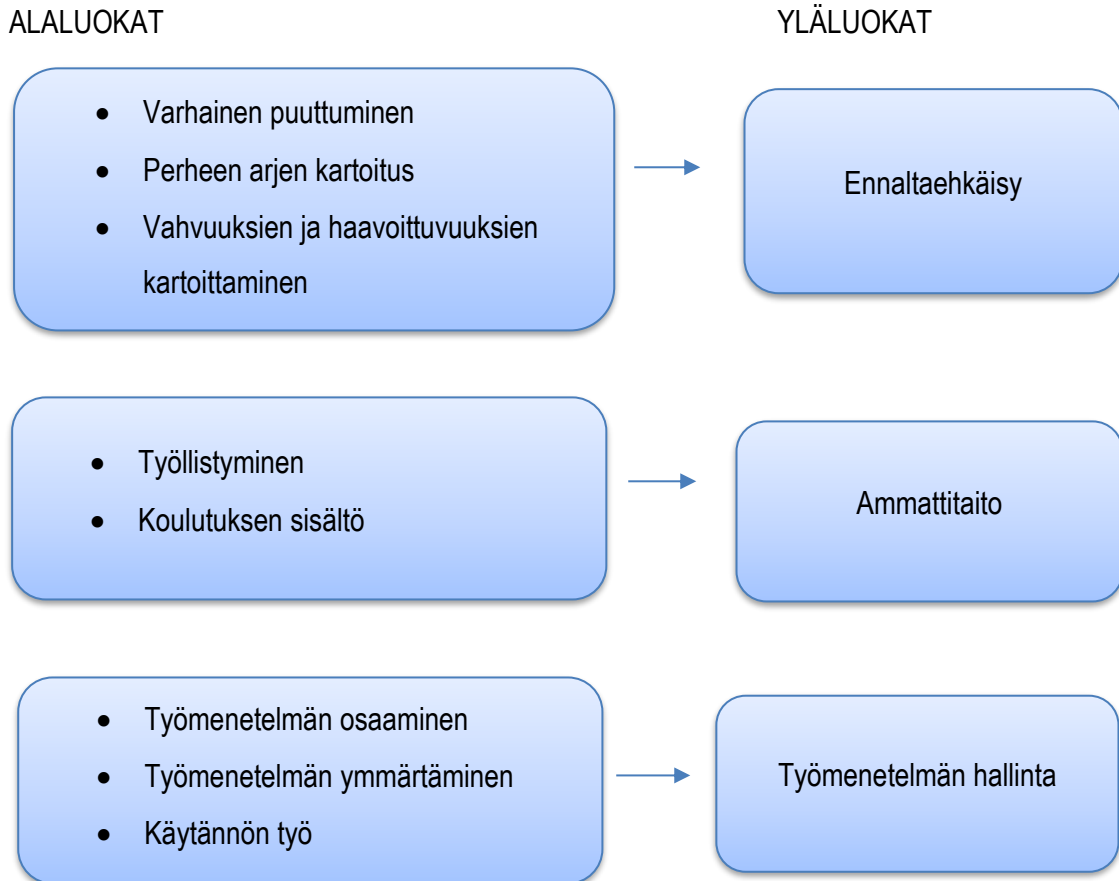 ALALUOKAT
YLÄLUOKAT
• Varhainen puuttuminen
• Perheen arjen kartoitus
• Vahvuuksien ja haavoittuvuuksien
kartoittaminen
Ennaltaehkäisy
• Työllistyminen
• Koulutuksen sisältö
Ammattitaito
• Työmenetelmän osaaminen
• Työmenetelmän ymmärtäminen
• Käytännön työ
Työmenetelmän hallinta